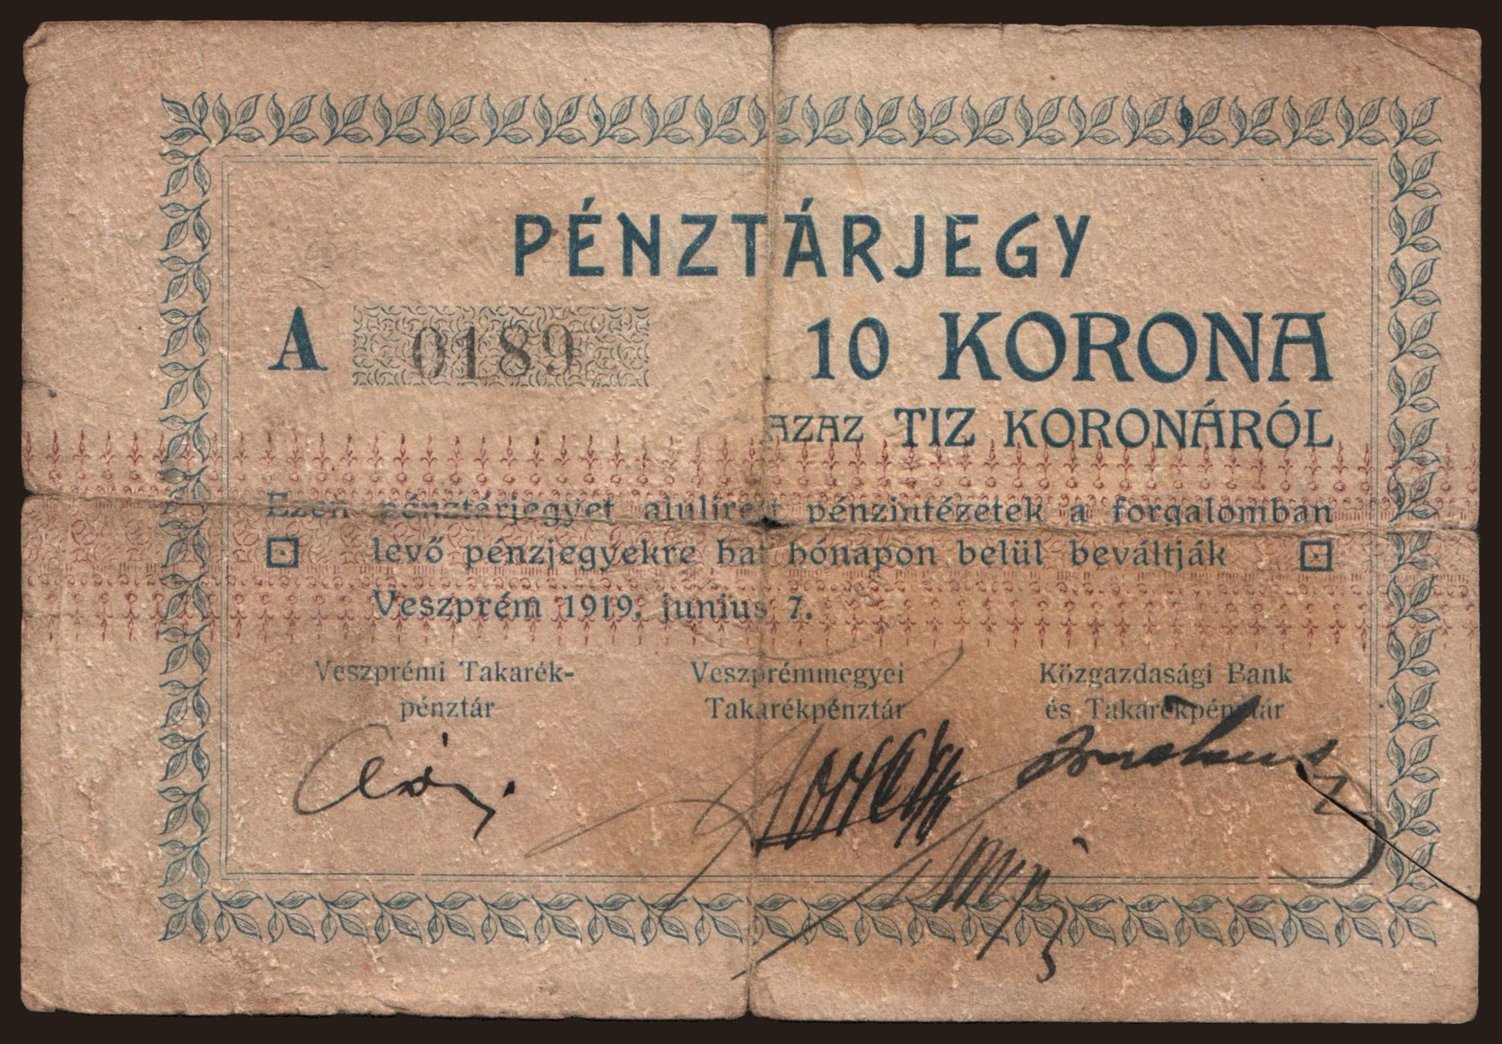 PÉNZTÁRJEGY
A 0189 10 KORONA
AZAZ TIZ KORONÁRÓL
Ezen pénztárjegyet alulirott pénzintézetek a forgalomban
levő pénzjegyekre hat hónapon belül beváltják
Veszprém 1919. junius 7.
Veszprémi Takarék-
pénztár
Veszprémmegyei
Takarékpénztár
Közgazdasági Bank
és Takarékpénztár